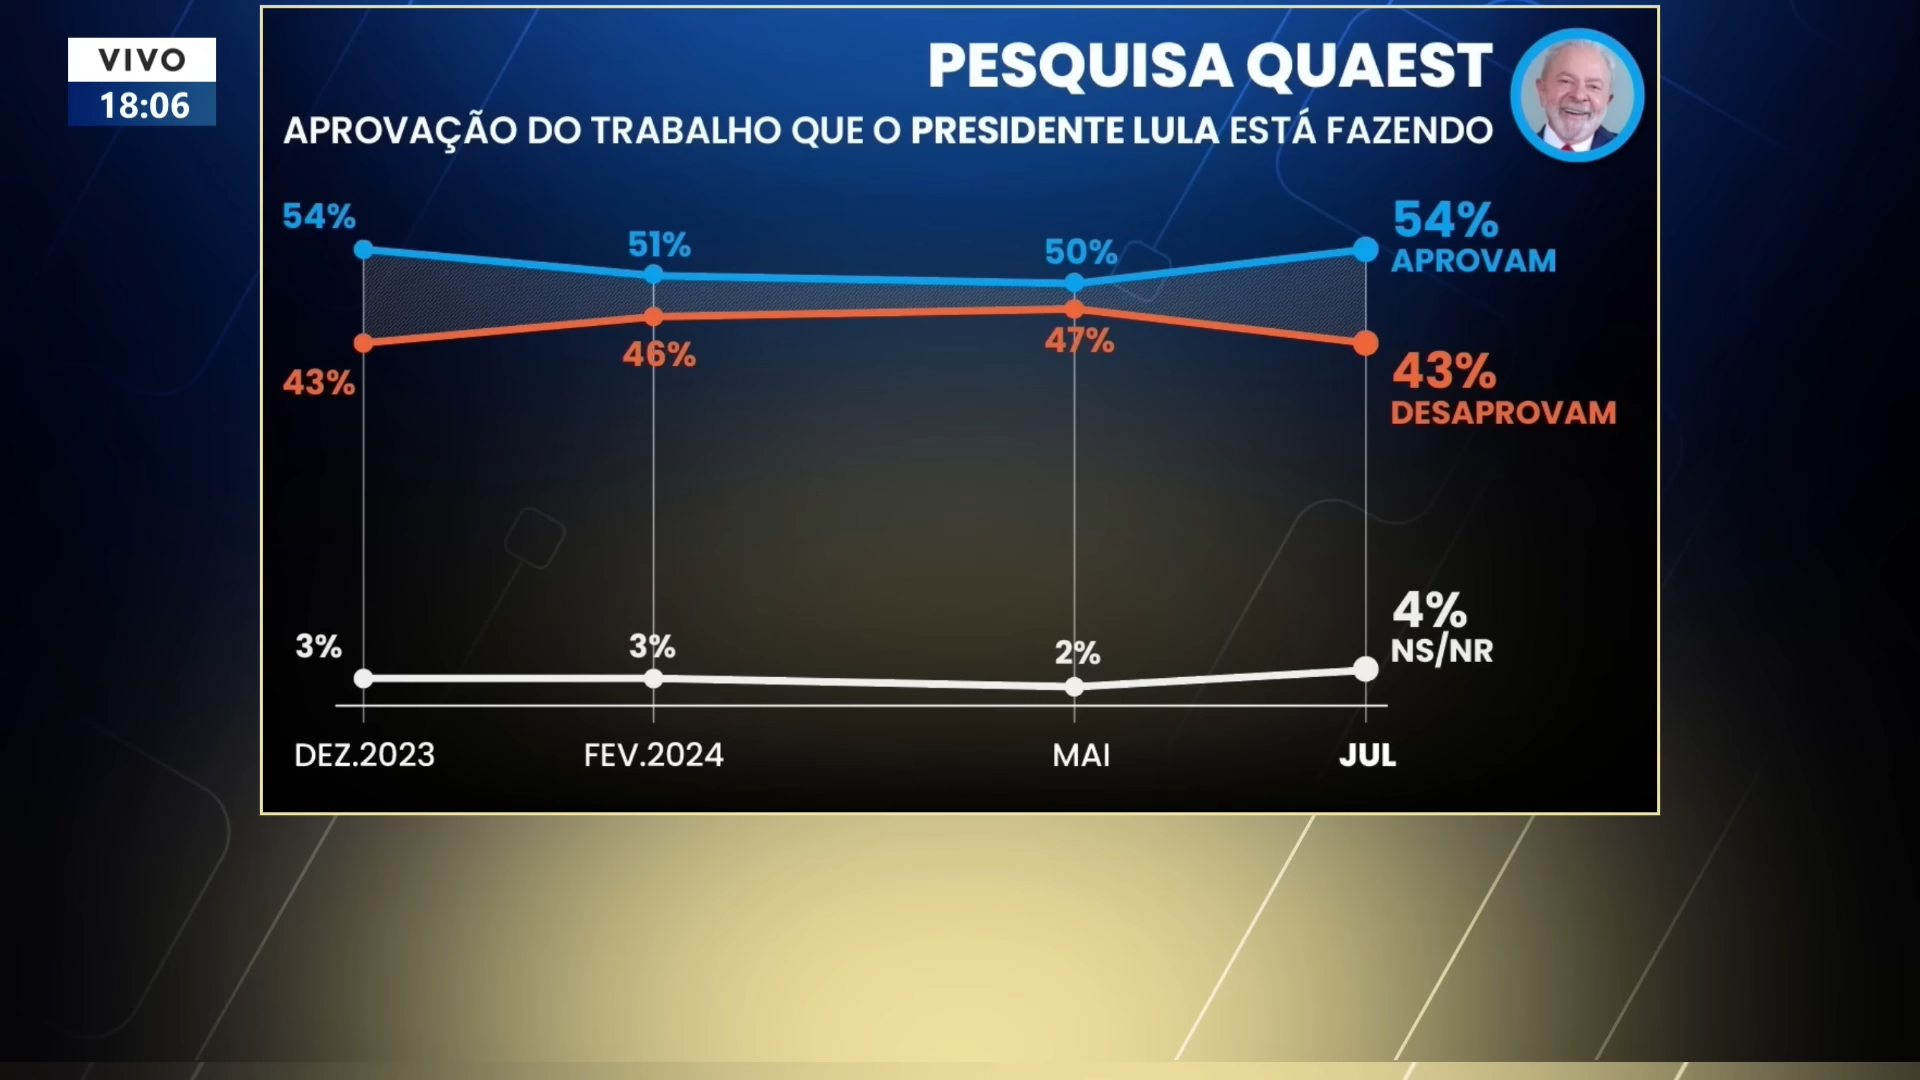 VIVO
18:06
PESQUISA QUAEST
APROVAÇÃO DO TRABALHO QUE O PRESIDENTE LULA ESTÁ FAZENDO
54%
51%
50%
54%
APROVAM
43%
46%
47%
43%
DESAPROVAM
3%
3%
2%
4%
NS/NR
DEZ.2023
FEV.2024
MAI
JUL